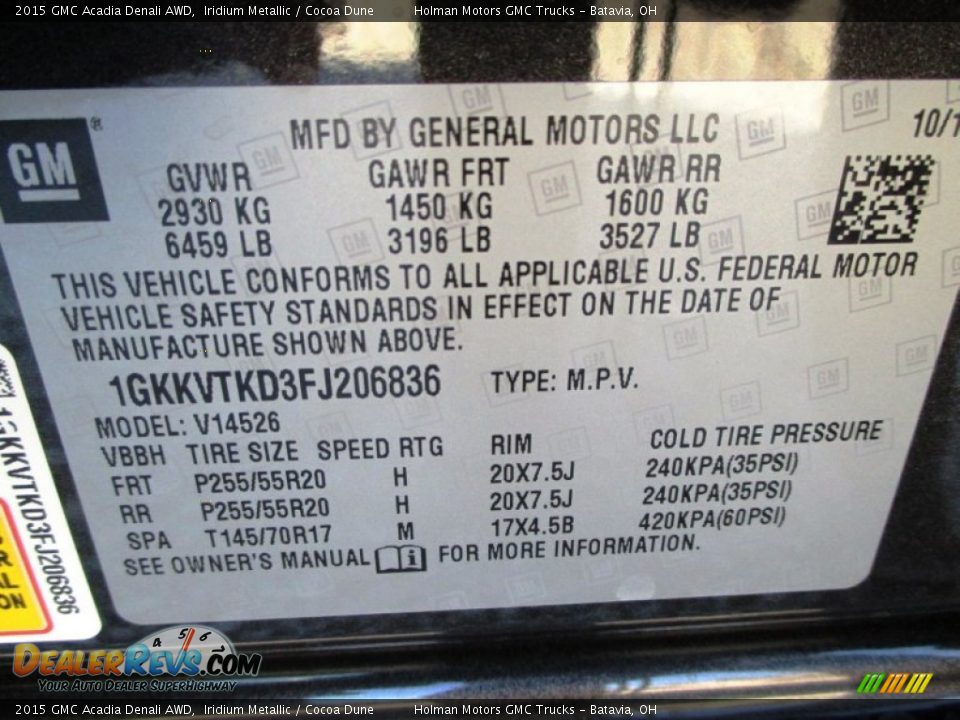 2015 GMC Acadia Denali AWD, Iridium Metallic / Cocoa Dune Holman Motors GMC Trucks - Batavia, OH
GM®
MFD BY GENERAL MOTORS LLC
10/1
GVWR GAWR FRT GAWR RR
2930 KG 1450 KG 1600 KG
6459 LB 3196 LB 3527 LB
THIS VEHICLE CONFORMS TO ALL APPLICABLE U.S. FEDERAL MOTOR
VEHICLE SAFETY STANDARDS IN EFFECT ON THE DATE OF
MANUFACTURE SHOWN ABOVE.
1GKKVTKD3FJ206836 TYPE: M.P.V.
MODEL: V14526
VBBH TIRE SIZE SPEED RTG RIM COLD TIRE PRESSURE
FRT P255/55R20 H 20X7.5J 240KPA(35PSI)
RR P255/55R20 H 20X7.5J 240KPA(35PSI)
SPA T145/70R17 M 17X4.5B 420KPA(60PSI)
SEE OWNER'S MANUAL i FOR MORE INFORMATION.
1GKKVTKD3FJ206836
4 5 6
DEALERREVS.COM
YOUR AUTO DEALER SUPERHIGHWAY
2015 GMC Acadia Denali AWD, Iridium Metallic / Cocoa Dune Holman Motors GMC Trucks - Batavia, OH